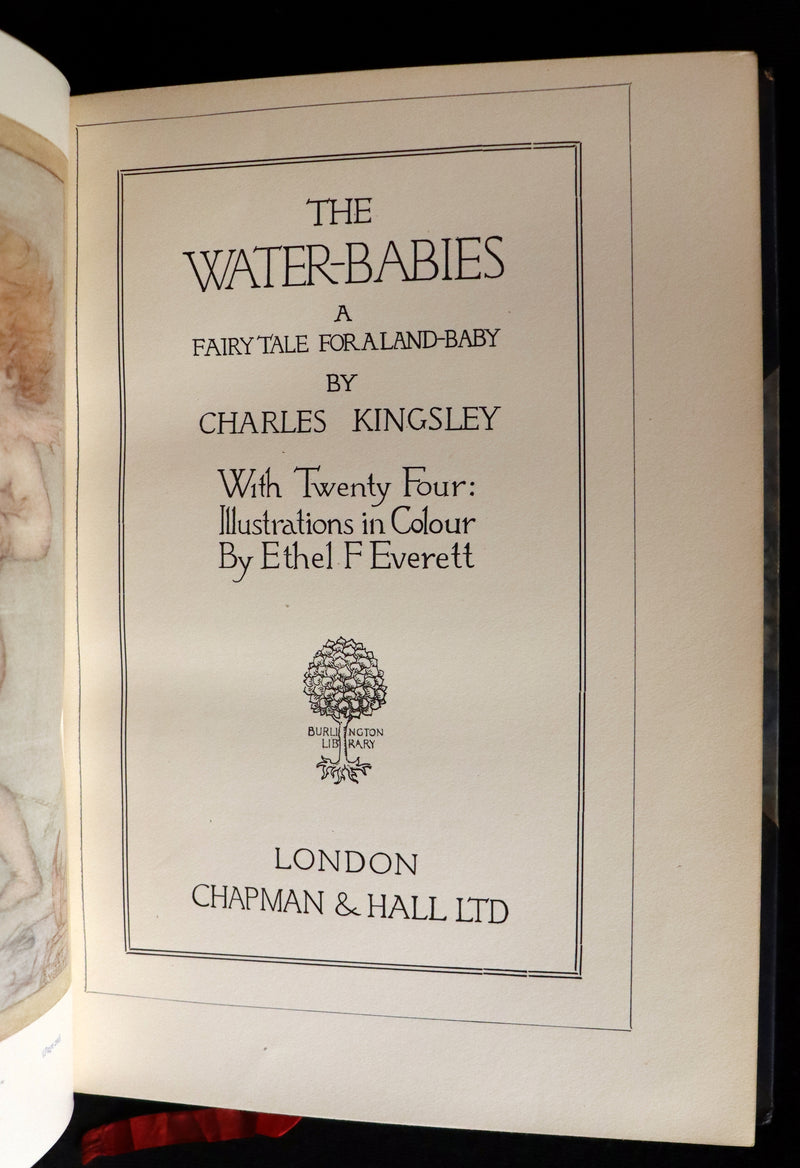 THE
WATER-BABIES
A
FAIRY TALE FOR A LAND-BABY
BY
CHARLES KINGSLEY
With Twenty Four:
Illustrations in Colour
By Ethel F Everett
BURLINGTON
LIBRARY
LONDON
CHAPMAN & HALL LTD